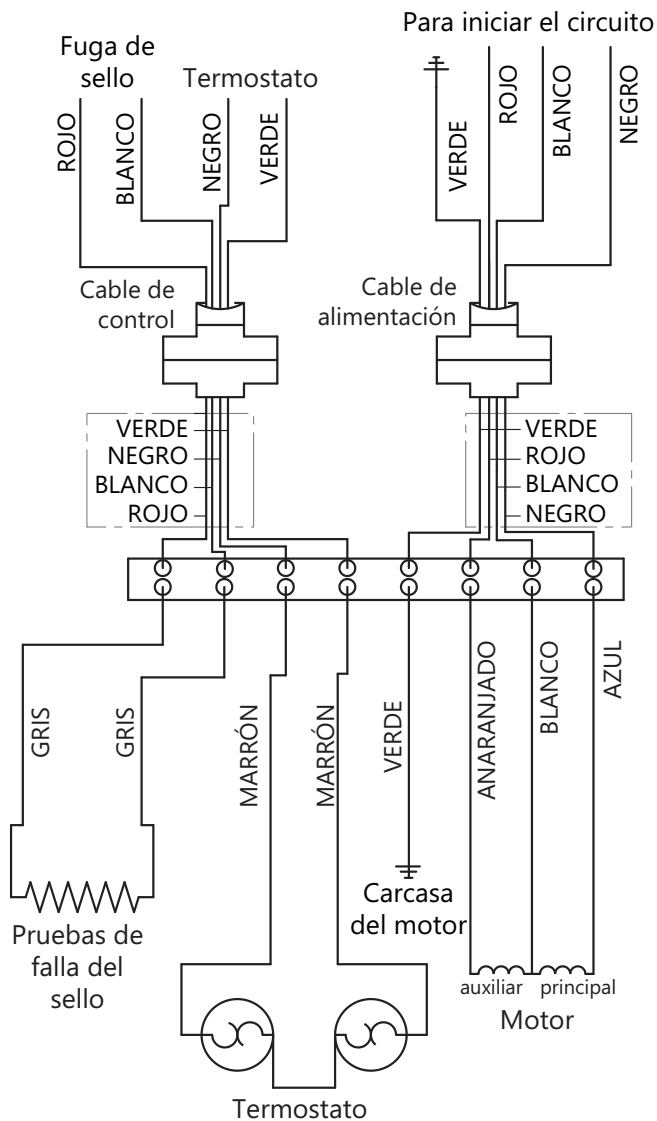 Para iniciar el circuito
Fuga de
sello
Termostato
ROJO
BLANCO
NEGRO
VERDE
VERDE
ROJO
BLANCO
NEGRO
Cable de
control
Cable de
alimentación
VERDE
NEGRO
BLANCO
ROJO
VERDE
ROJO
BLANCO
NEGRO
GRIS
GRIS
MARRÓN
MARRÓN
VERDE
ANARANJADO
BLANCO
AZUL
Pruebas de
falla del
sello
Carcasa
del motor
auxiliar
principal
Motor
Termostato